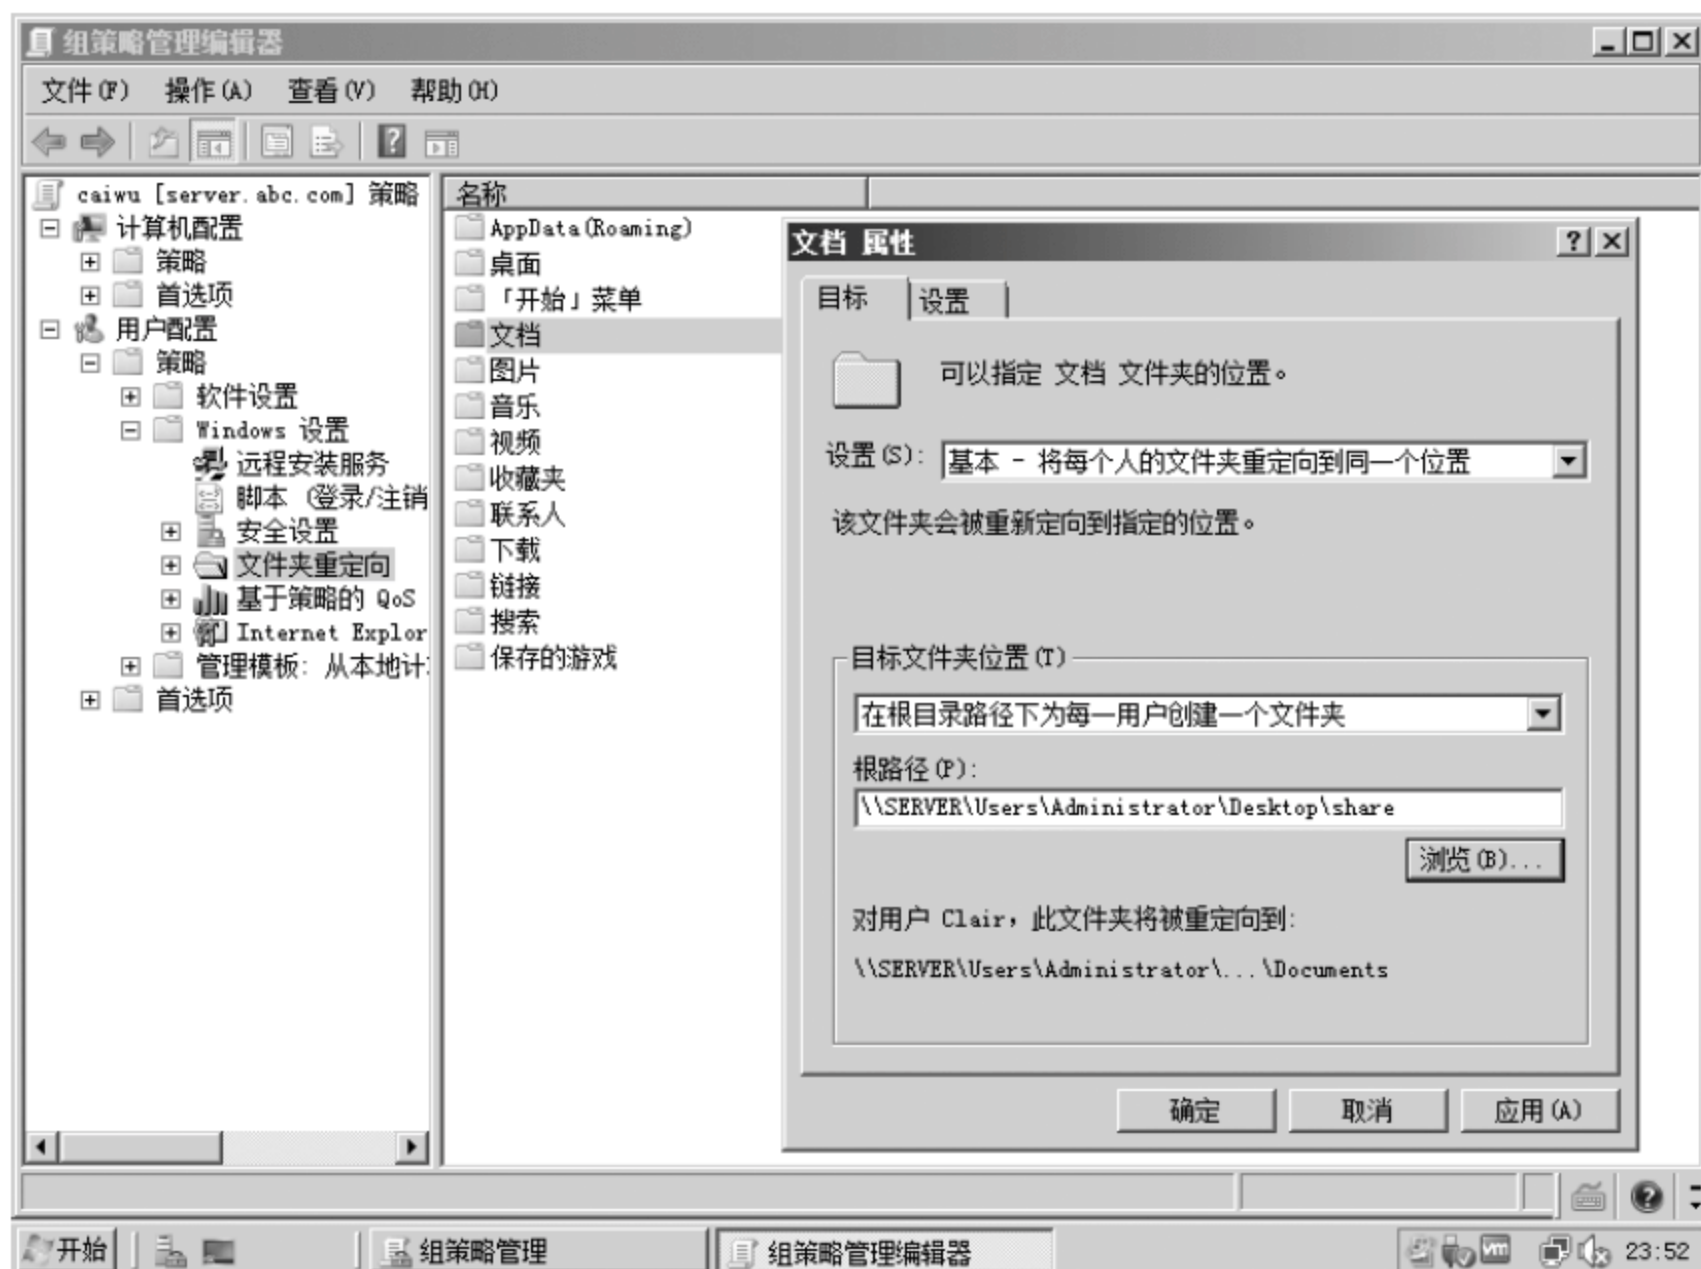 组策略管理编辑器
文件(F) 操作(A) 查看(V) 帮助(H)
caiwu [server.abc.com] 策略
计算机配置
策略
首选项
用户配置
策略
软件设置
Windows 设置
远程安装服务
脚本 (登录/注销
安全设置
文件夹重定向
基于策略的 QoS
Internet Explor
管理模板: 从本地计
首选项
名称
AppData(Roaming)
桌面
「开始」菜单
文档
图片
音乐
视频
收藏夹
联系人
下载
链接
搜索
保存的游戏
文档 属性
目标 设置
可以指定 文档 文件夹的位置。
设置(S): 基本 - 将每个人的文件夹重定向到同一个位置
该文件夹会被重新定向到指定的位置。
目标文件夹位置(T)
在根目录路径下为每一用户创建一个文件夹
根路径(P):
\\SERVER\Users\Administrator\Desktop\share
浏览(B)...
对用户 Clair，此文件夹将被重定向到:
\\SERVER\Users\Administrator\...\Documents
确定 取消 应用(A)
开始 组策略管理 组策略管理编辑器 vm 23:52